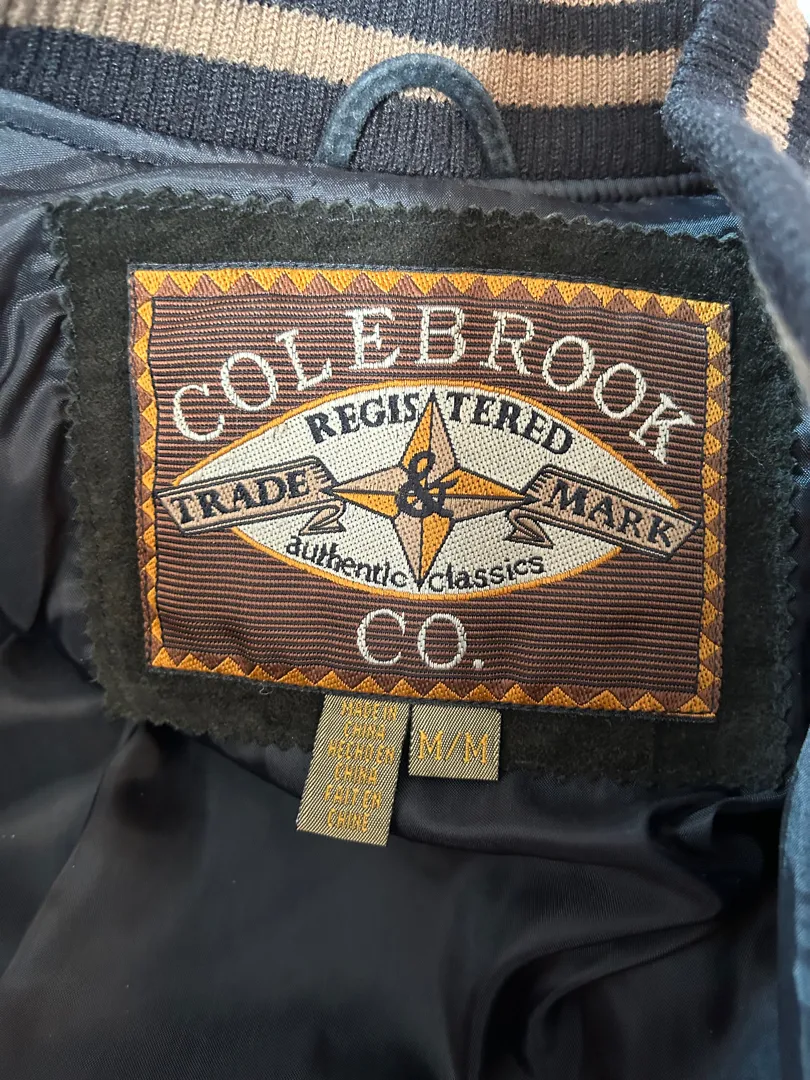 COLEBROOK
REGISTERED
TRADE & MARK
authentic classics
CO.
MADE IN
CHINA
HECHO EN
CHINA
FAIT EN
CHINE
M/M